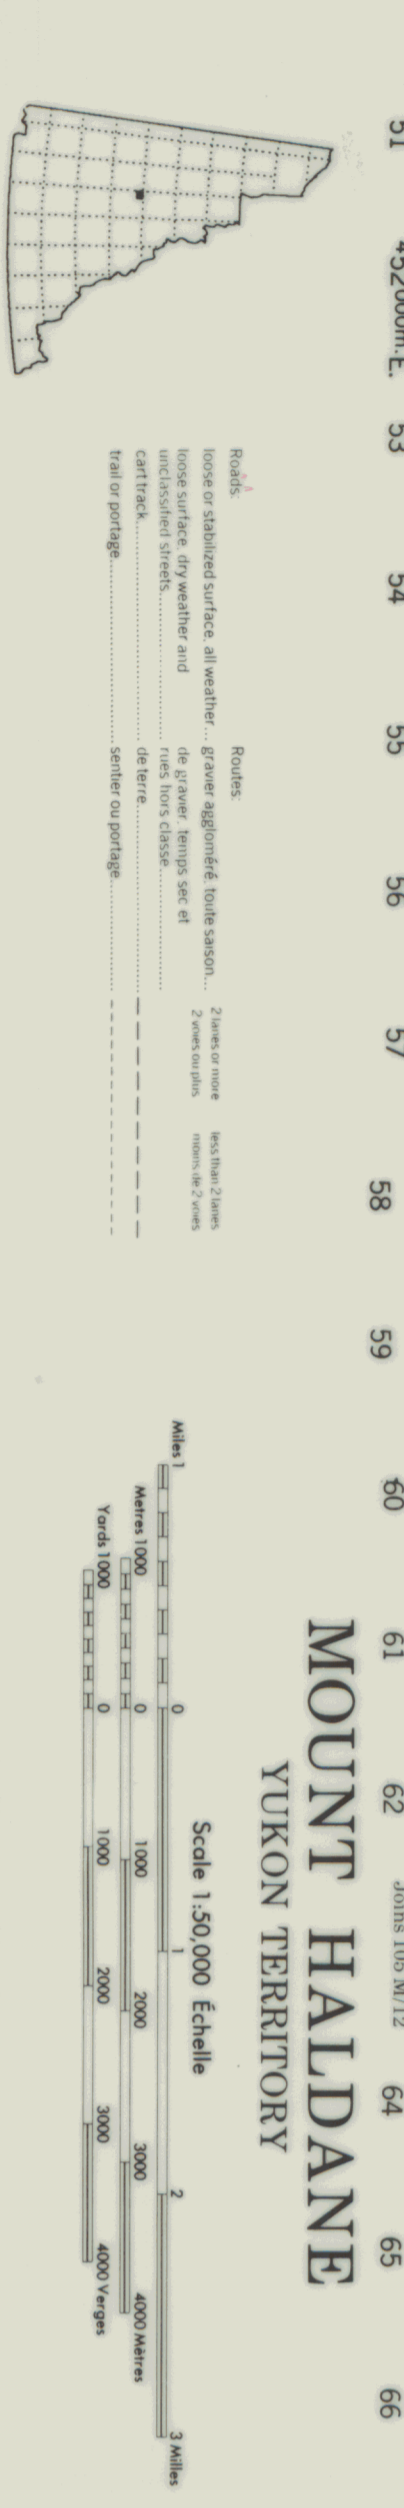 51 452000m.E. 53 54 55 56 57 58 59 60 61 62 Joins 105 M/12 64 65 66
Roads: Routes:
loose or stabilized surface, all weather... gravier aggloméré, toute saison...
loose surface, dry weather and de gravier, temps sec et
unclassified streets rues hors classe
cart track de terre
trail or portage sentier ou portage
2 lanes or more less than 2 lanes
2 voies ou plus moins de 2 voies
MOUNT HALDANE
YUKON TERRITORY
Scale 1:50,000 Échelle
Miles 1 0 1 2 3 Milles
Metres 1000 0 1000 2000 3000 4000 Mètres
Yards 1000 0 1000 2000 3000 4000 Verges